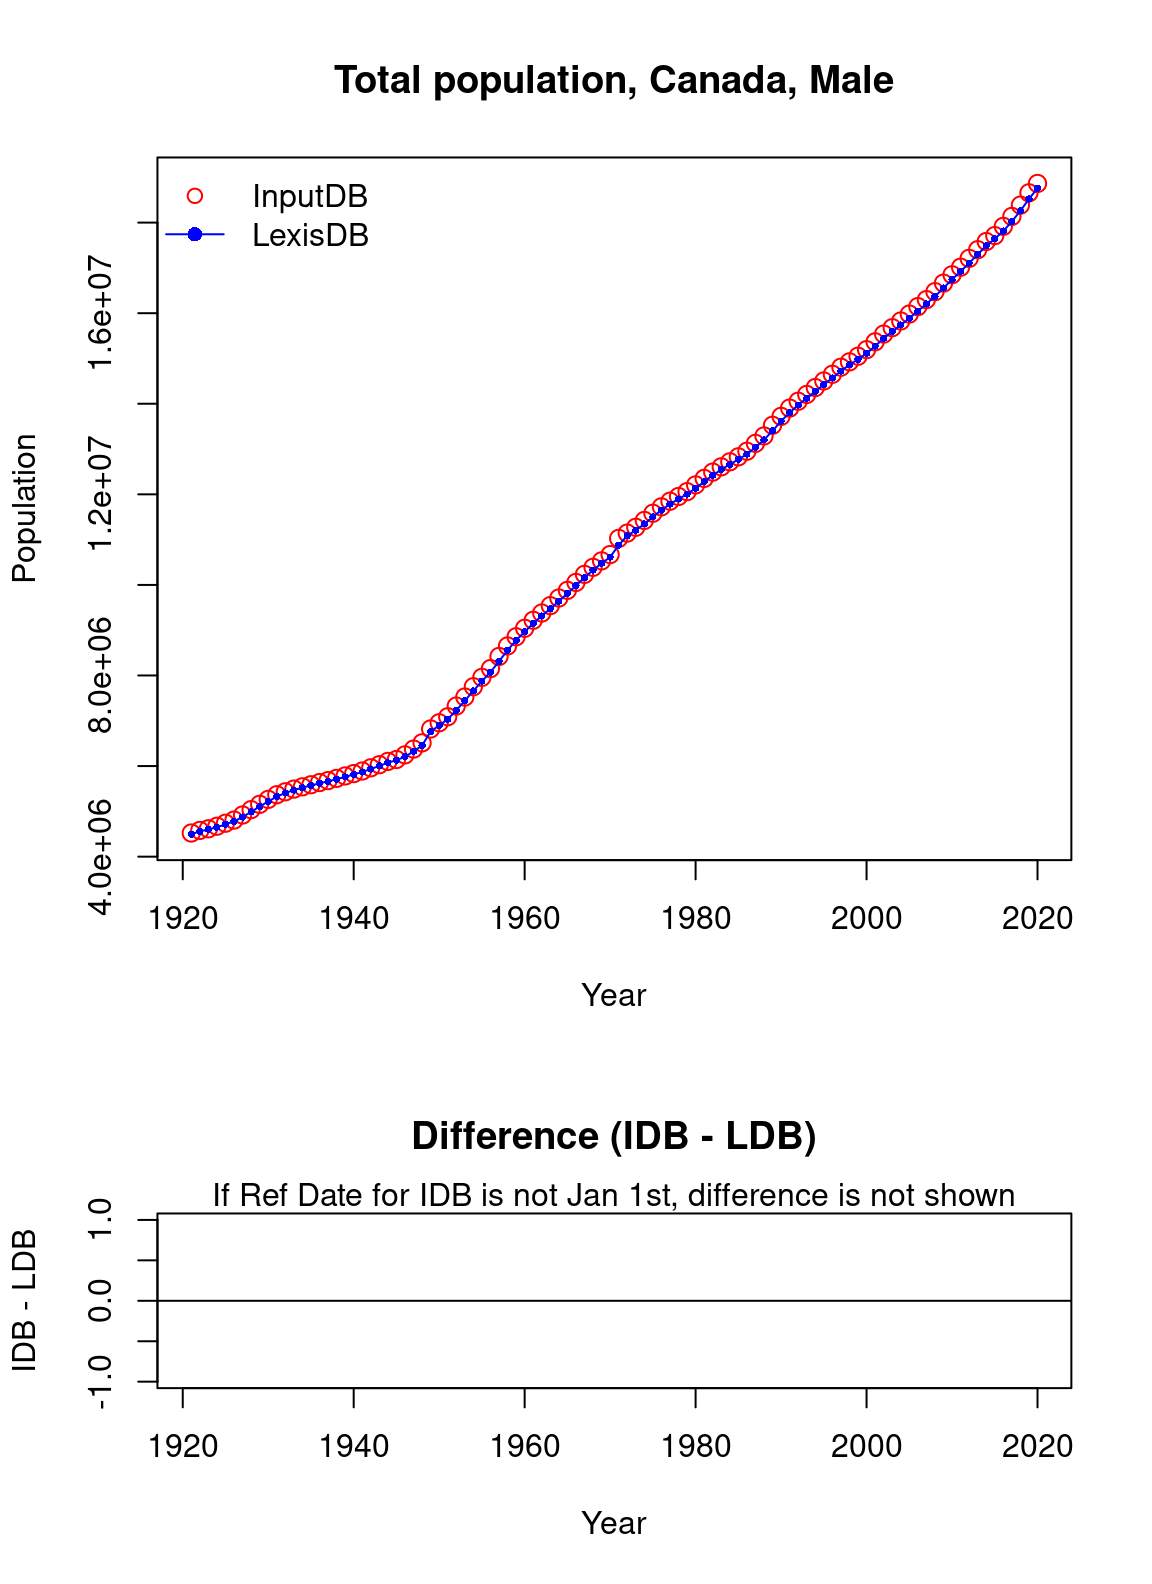 Total population, Canada, Male
InputDB
LexisDB
Population
1.6e+07
1.2e+07
8.0e+06
4.0e+06
1920 1940 1960 1980 2000 2020
Year
Difference (IDB - LDB)
If Ref Date for IDB is not Jan 1st, difference is not shown
IDB - LDB
1.0
0.0
-1.0
1920 1940 1960 1980 2000 2020
Year